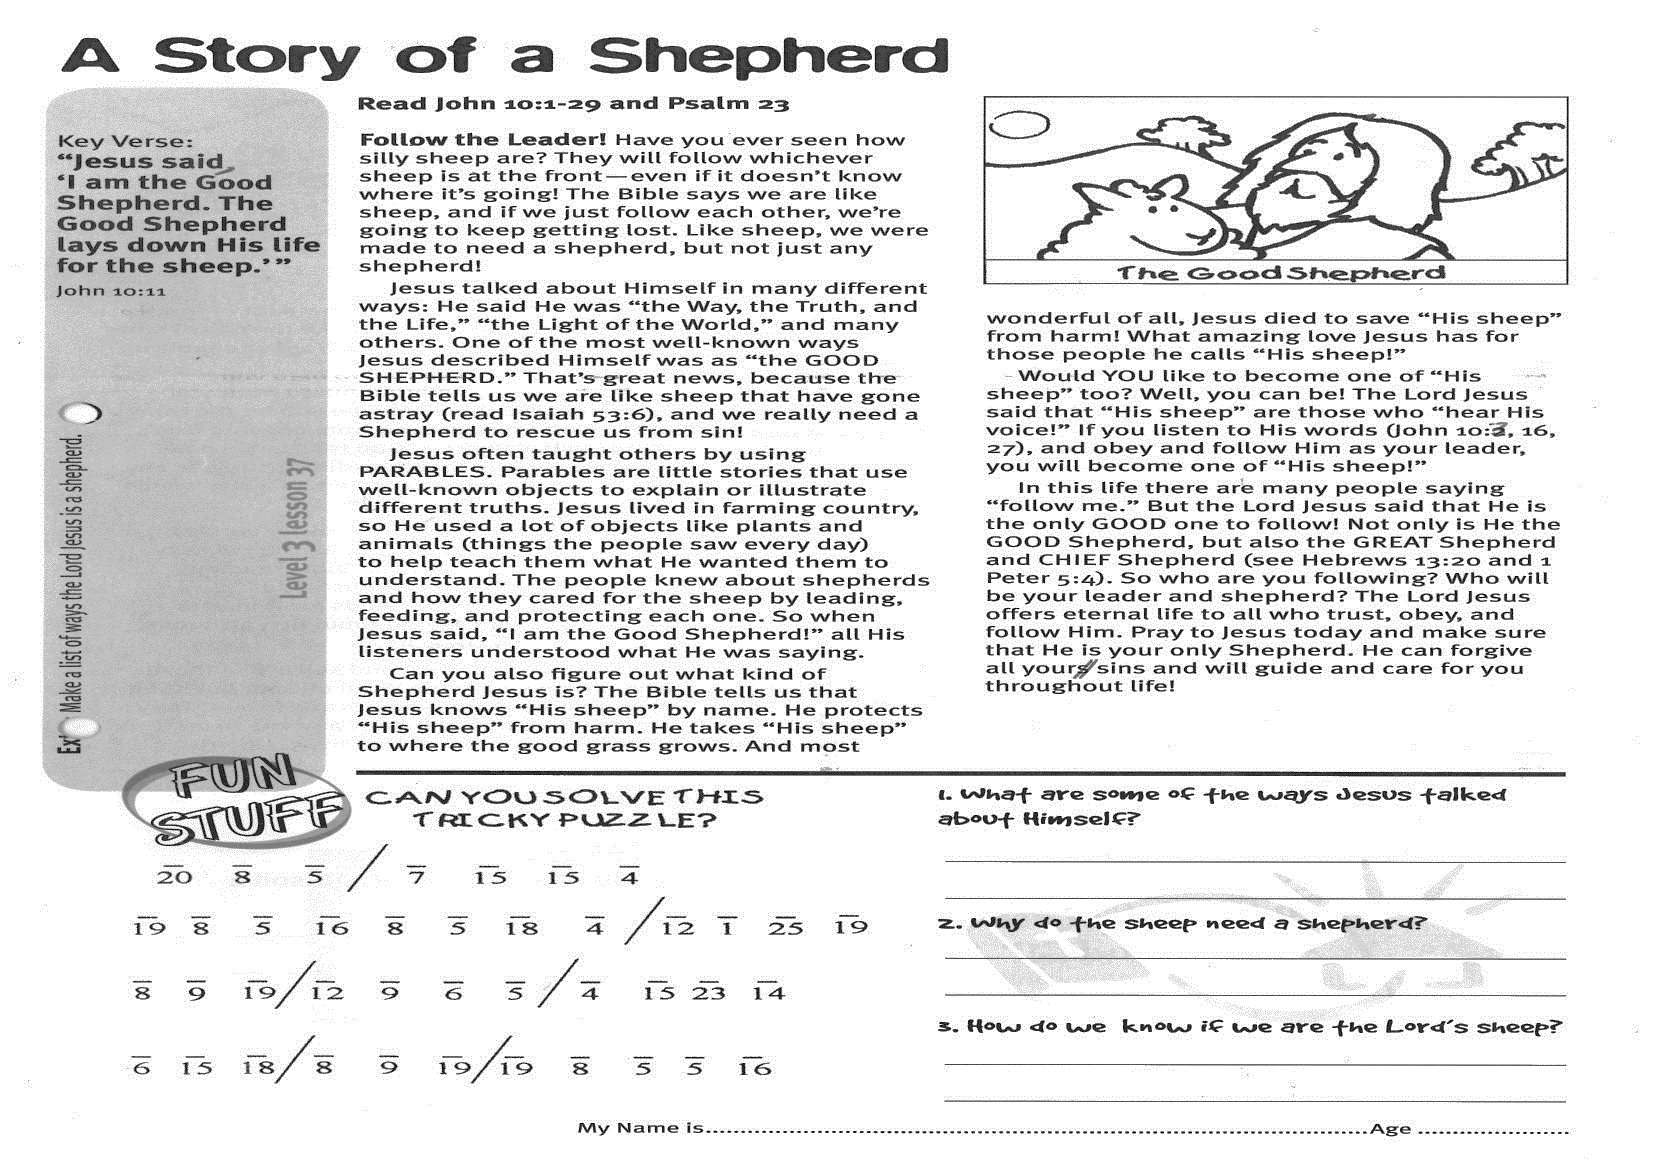 A Story of a Shepherd
Key Verse:
“Jesus said,
‘I am the Good
Shepherd. The
Good Shepherd
lays down His life
for the sheep.’”
John 10:11
Make a list of ways the Lord Jesus is a shepherd.
Level 3 lesson 37
Read John 10:1-29 and Psalm 23
Follow the Leader! Have you ever seen how
silly sheep are? They will follow whichever
sheep is at the front—even if it doesn’t know
where it’s going! The Bible says we are like
sheep, and if we just follow each other, we’re
going to keep getting lost. Like sheep, we were
made to need a shepherd, but not just any
shepherd!
Jesus talked about Himself in many different
ways: He said He was “the Way, the Truth, and
the Life,” “the Light of the World,” and many
others. One of the most well-known ways
Jesus described Himself was as “the GOOD
SHEPHERD.” That’s great news, because the
Bible tells us we are like sheep that have gone
astray (read Isaiah 53:6), and we really need a
Shepherd to rescue us from sin!
Jesus often taught others by using
PARABLES. Parables are little stories that use
well-known objects to explain or illustrate
different truths. Jesus lived in farming country,
so He used a lot of objects like plants and
animals (things the people saw every day)
to help teach them what He wanted them to
understand. The people knew about shepherds
and how they cared for the sheep by leading,
feeding, and protecting each one. So when
Jesus said, “I am the Good Shepherd!” all His
listeners understood what He was saying.
Can you also figure out what kind of
Shepherd Jesus is? The Bible tells us that
Jesus knows “His sheep” by name. He protects
“His sheep” from harm. He takes “His sheep”
to where the good grass grows. And most
The Good Shepherd
wonderful of all, Jesus died to save “His sheep”
from harm! What amazing love Jesus has for
those people he calls “His sheep!”
Would YOU like to become one of “His
sheep” too? Well, you can be! The Lord Jesus
said that “His sheep” are those who “hear His
voice!” If you listen to His words (John 10:3, 16,
27), and obey and follow Him as your leader,
you will become one of “His sheep!”
In this life there are many people saying
“follow me.” But the Lord Jesus said that He is
the only GOOD one to follow! Not only is He the
GOOD Shepherd, but also the GREAT Shepherd
and CHIEF Shepherd (see Hebrews 13:20 and 1
Peter 5:4). So who are you following? Who will
be your leader and shepherd? The Lord Jesus
offers eternal life to all who trust, obey, and
follow Him. Pray to Jesus today and make sure
that He is your only Shepherd. He can forgive
all yours sins and will guide and care for you
throughout life!
FUN
STUFF
CAN YOU SOLVE THIS
TRICKY PUZZLE?
20 8 5 / 7 15 15 4
19 8 5 16 8 5 18 4 / 12 1 25 19
8 9 19 / 12 9 6 5 / 4 15 23 14
6 15 18 / 8 9 19 / 19 8 5 5 16
1. What are some of the ways Jesus talked
about Himself?
2. Why do the sheep need a shepherd?
3. How do we know if we are the Lord’s sheep?
My Name is.......................................................Age ......................